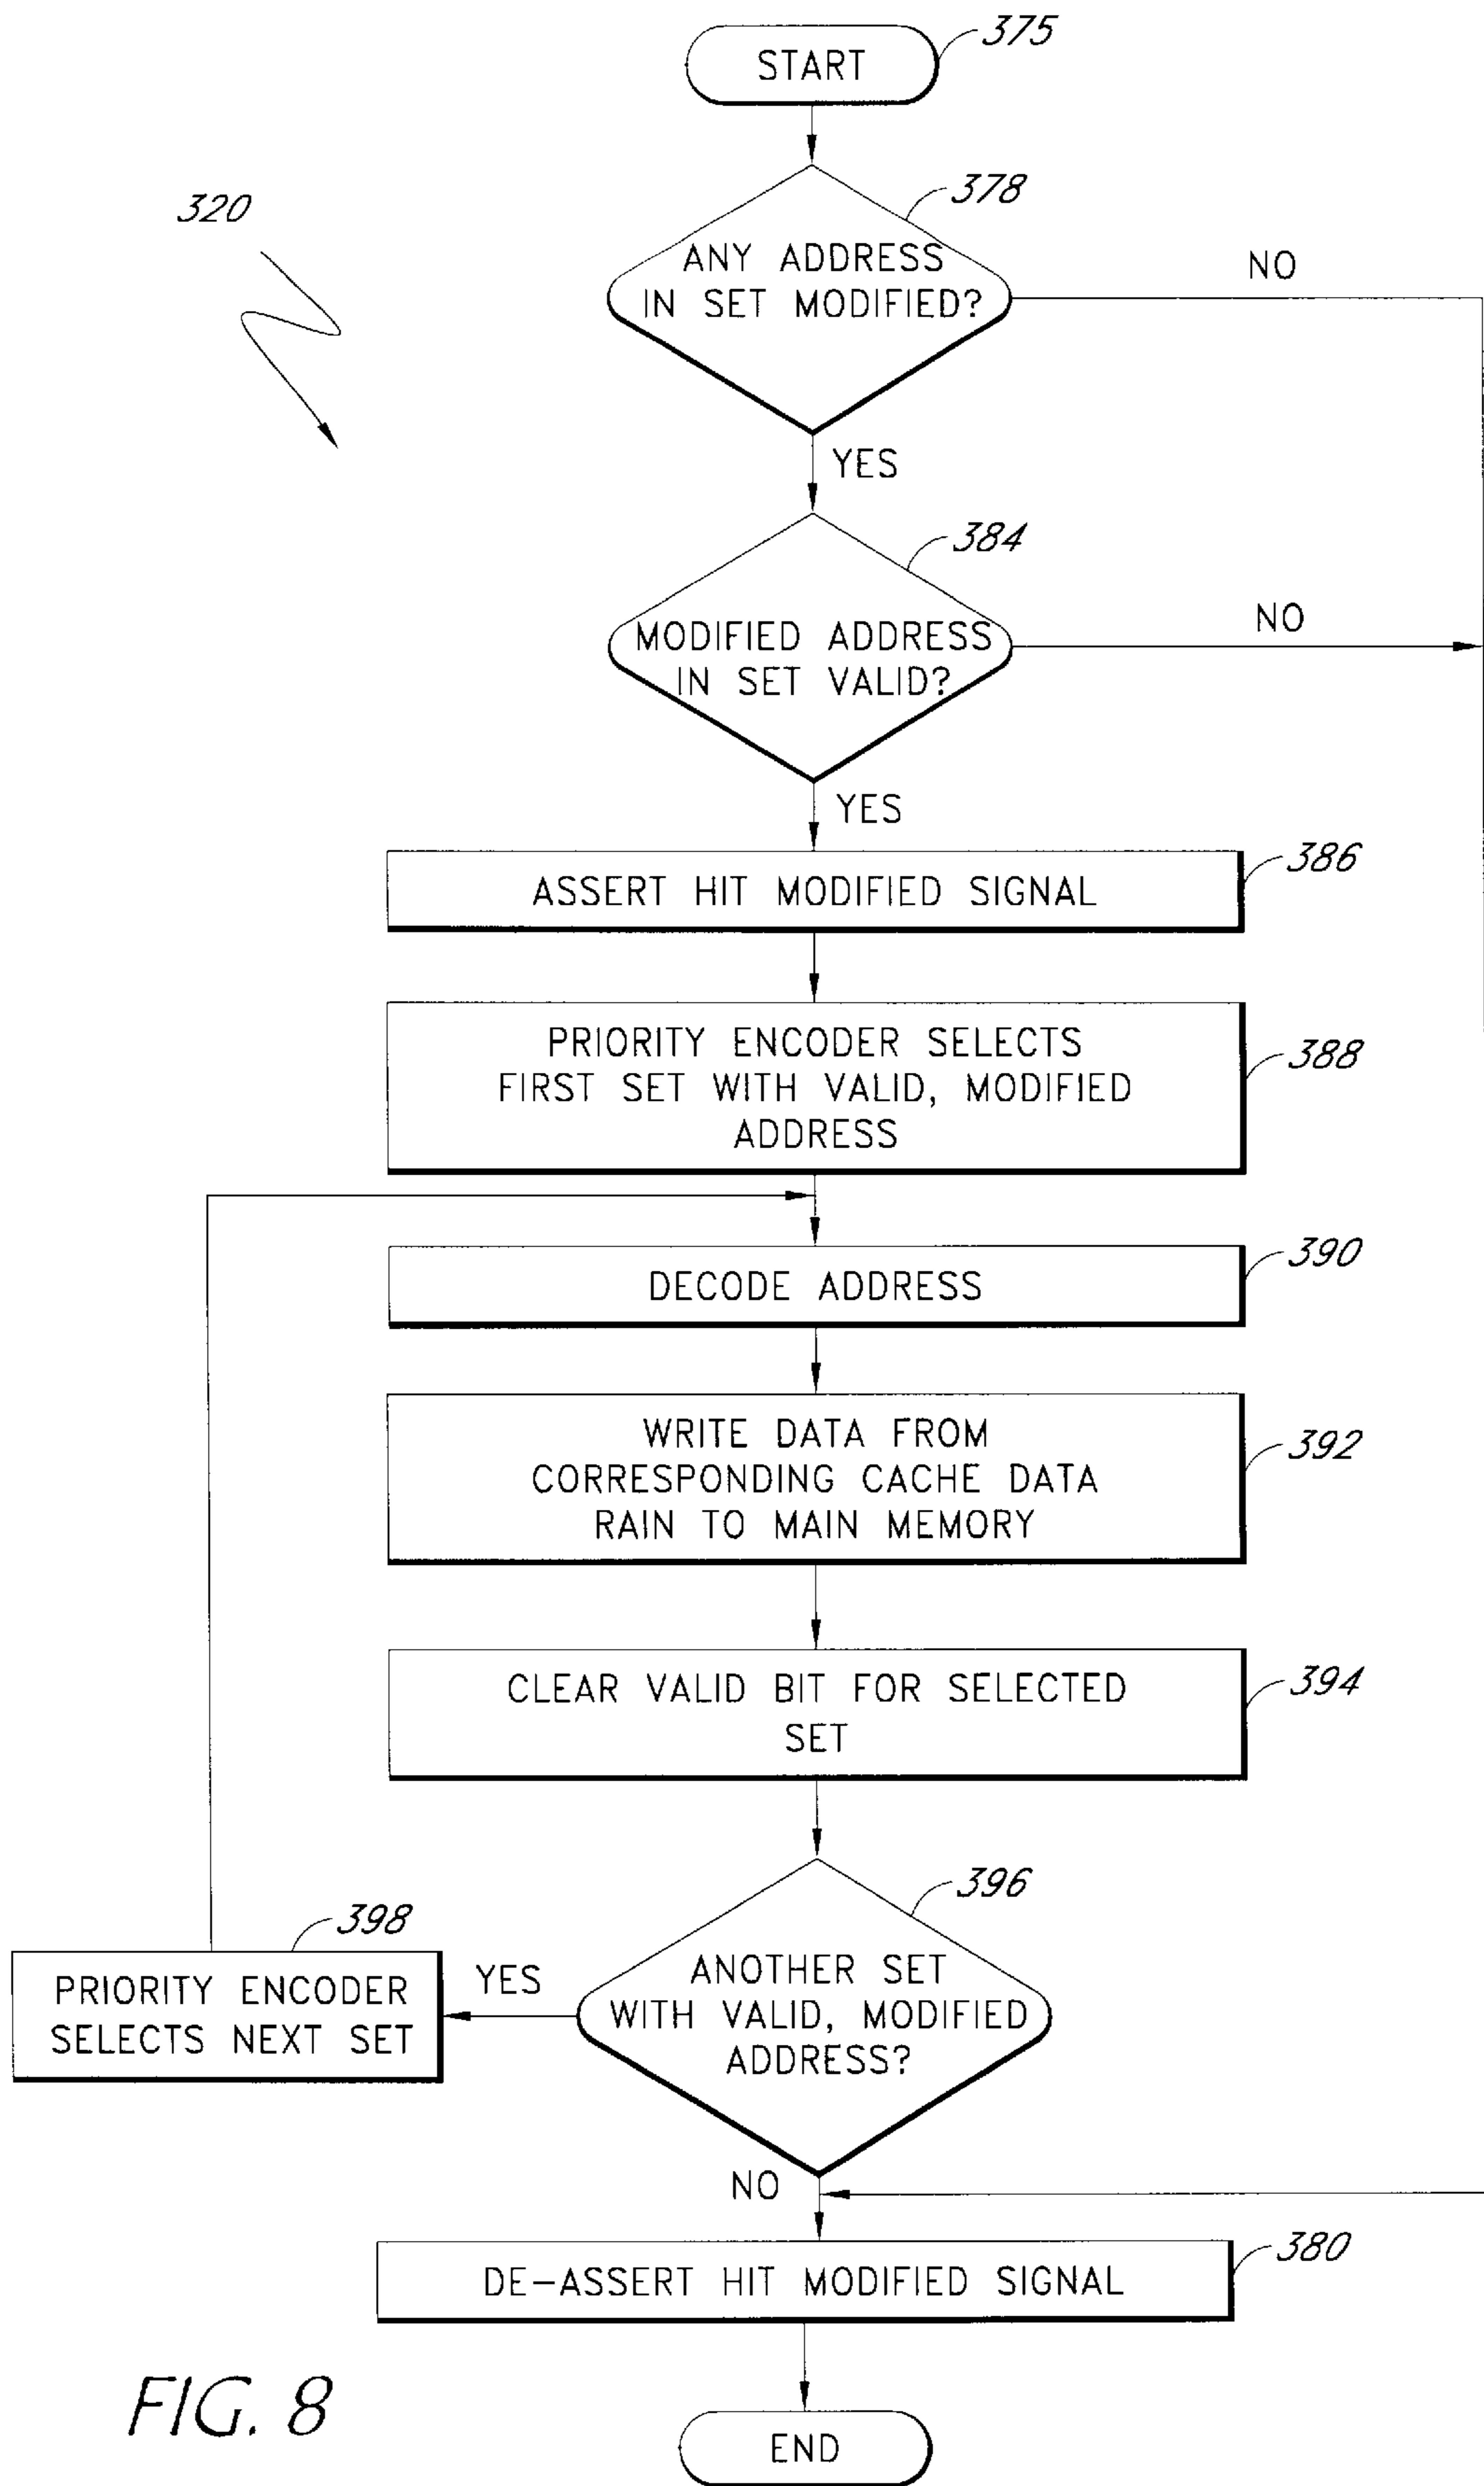 START
375
320
378
ANY ADDRESS
IN SET MODIFIED?
NO
YES
384
MODIFIED ADDRESS
IN SET VALID?
NO
YES
386
ASSERT HIT MODIFIED SIGNAL
388
PRIORITY ENCODER SELECTS
FIRST SET WITH VALID, MODIFIED
ADDRESS
390
DECODE ADDRESS
392
WRITE DATA FROM
CORRESPONDING CACHE DATA
RAIN TO MAIN MEMORY
394
CLEAR VALID BIT FOR SELECTED
SET
396
ANOTHER SET
WITH VALID, MODIFIED
ADDRESS?
YES
398
PRIORITY ENCODER
SELECTS NEXT SET
NO
380
DE-ASSERT HIT MODIFIED SIGNAL
END
FIG. 8